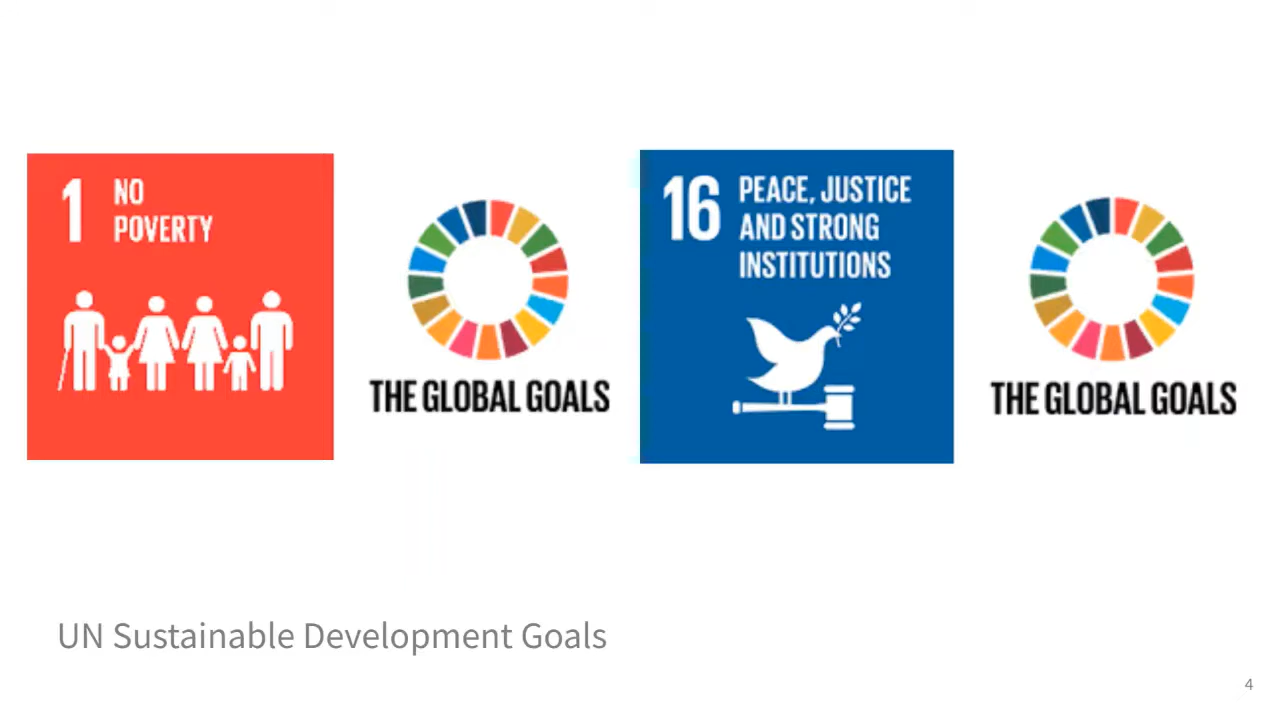 1 NO
POVERTY
THE GLOBAL GOALS
16 PEACE, JUSTICE
AND STRONG
INSTITUTIONS
THE GLOBAL GOALS
UN Sustainable Development Goals
4